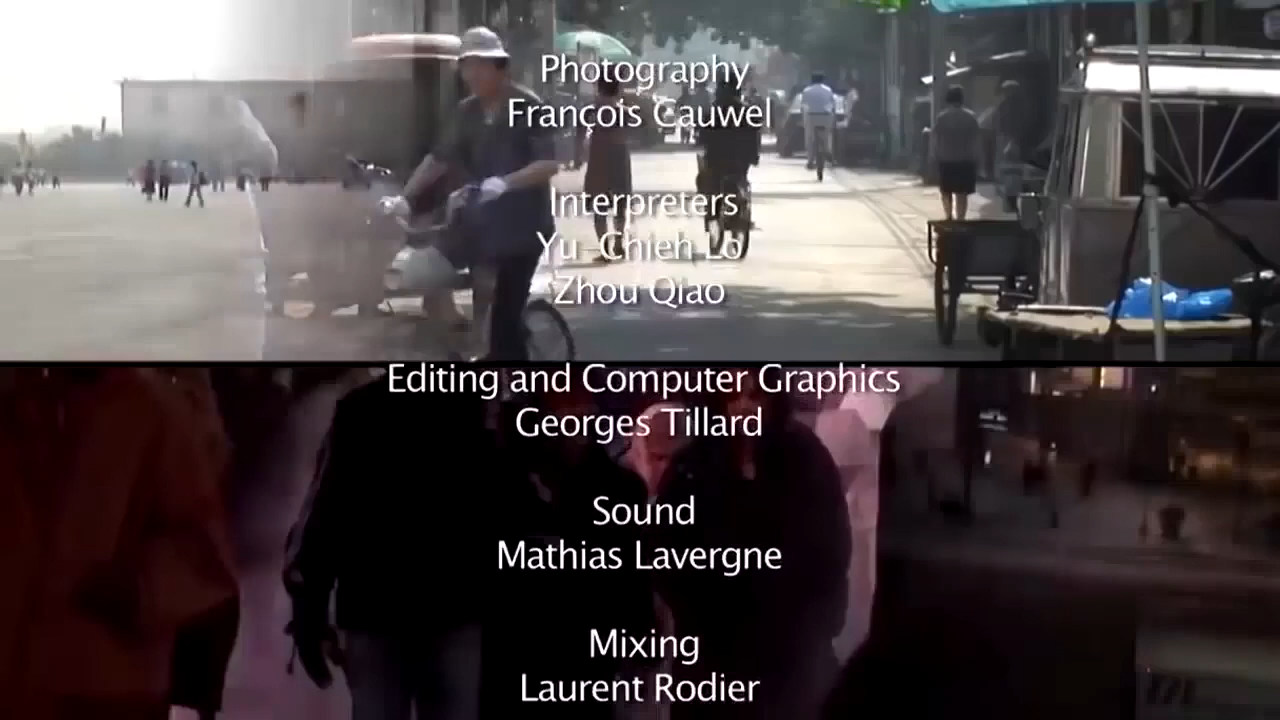 Photography
François Cauwel
Interpreters
Yu-Chieh Lo
Zhou Qiao
Editing and Computer Graphics
Georges Tillard
Sound
Mathias Lavergne
Mixing
Laurent Rodier